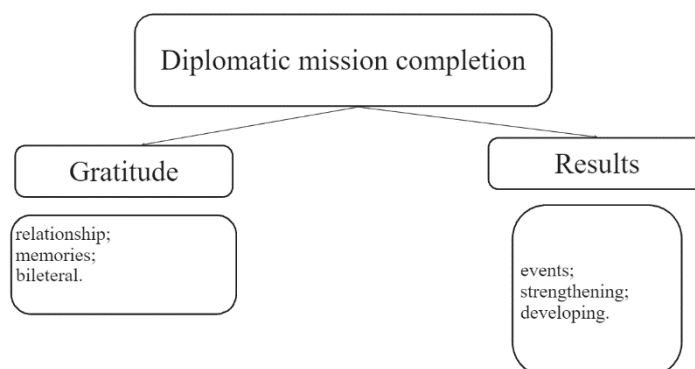 Diplomatic mission completion
Gratitude
relationship;
memories;
bileteral.
Results
events;
strengthening;
developing.